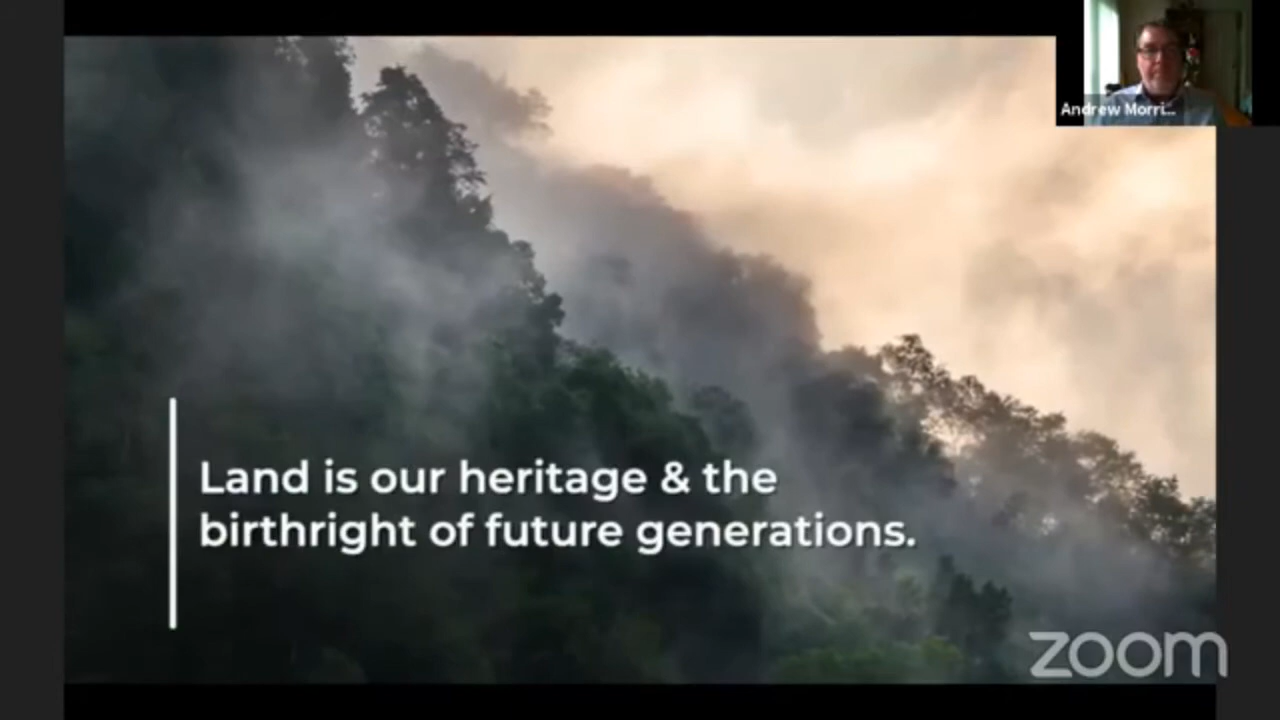 Andrew Morri...
Land is our heritage & the
birthright of future generations.
zoom